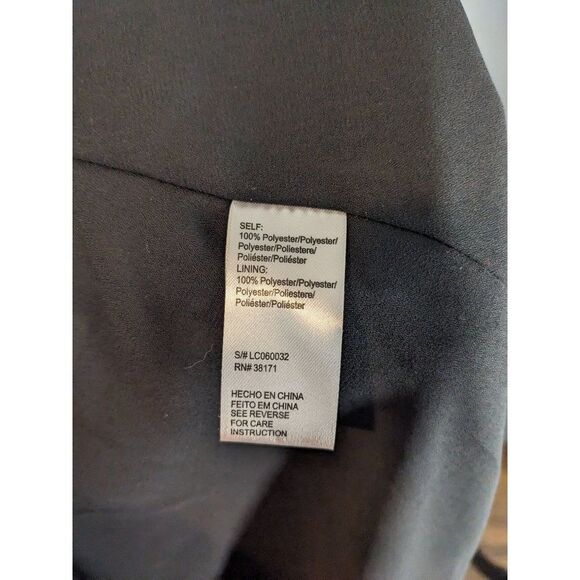 SELF:
100% Polyester/Polyester/
Polyester/Poliestere/
Poliéster/Poliéster
LINING:
100% Polyester/Polyester/
Polyester/Poliestere/
Poliéster/Poliéster
S/# LC060032
RN# 38171
HECHO EN CHINA
FEITO EM CHINA
SEE REVERSE
FOR CARE
INSTRUCTION